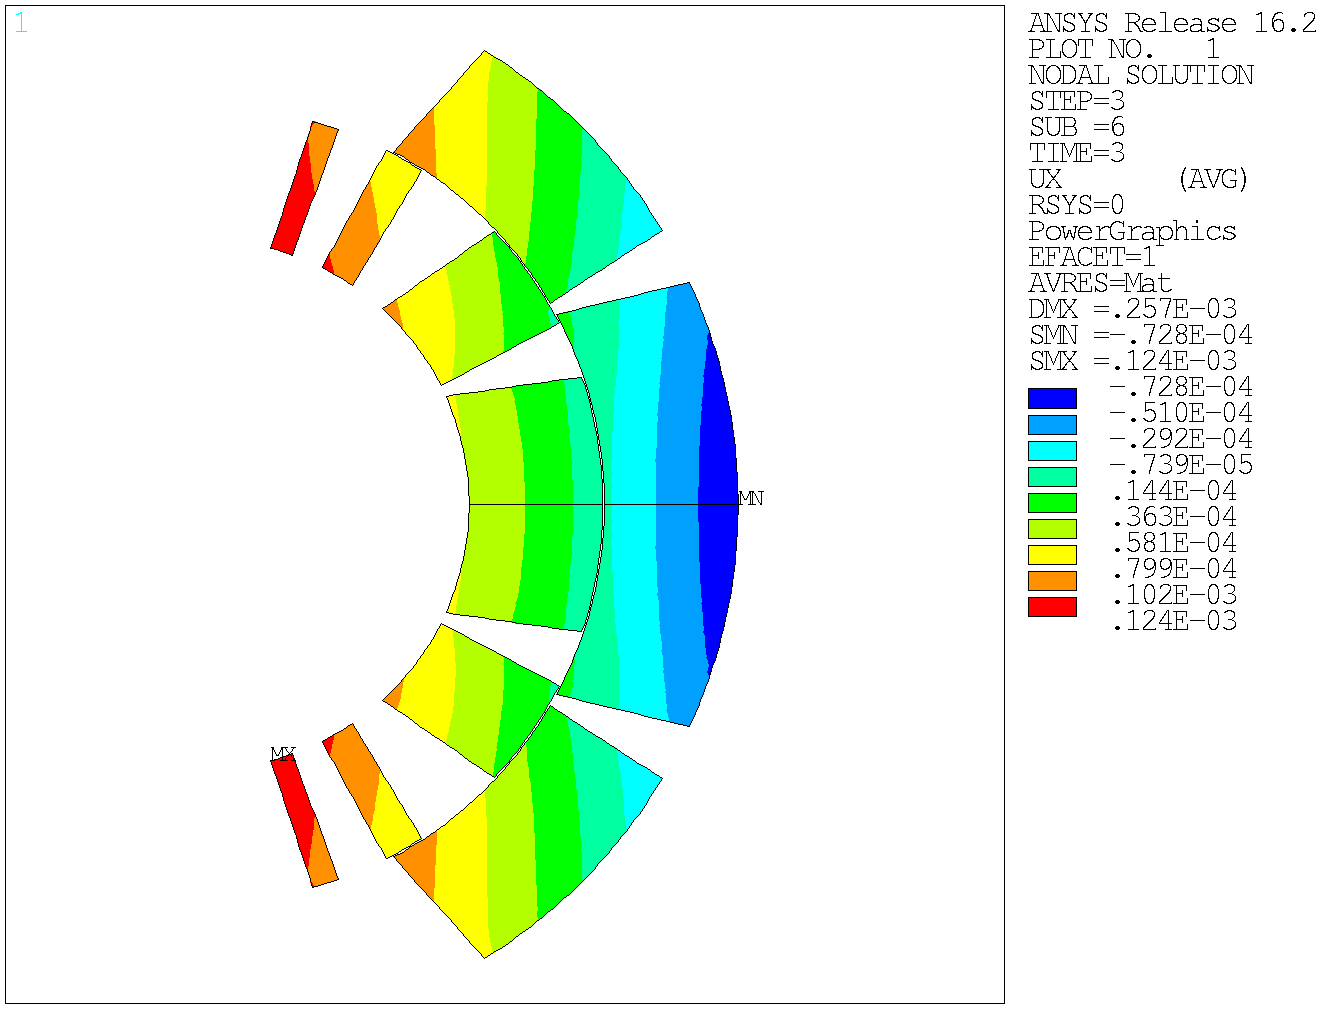 1
ANSYS Release 16.2
PLOT NO.   1
NODAL SOLUTION
STEP=3
SUB =6
TIME=3
UX       (AVG)
RSYS=0
PowerGraphics
EFACET=1
AVRES=Mat
DMX =.257E-03
SMN =-.728E-04
SMX =.124E-03
-.728E-04
-.510E-04
-.292E-04
-.739E-05
.144E-04
.363E-04
.581E-04
.799E-04
.102E-03
.124E-03
MN
MX